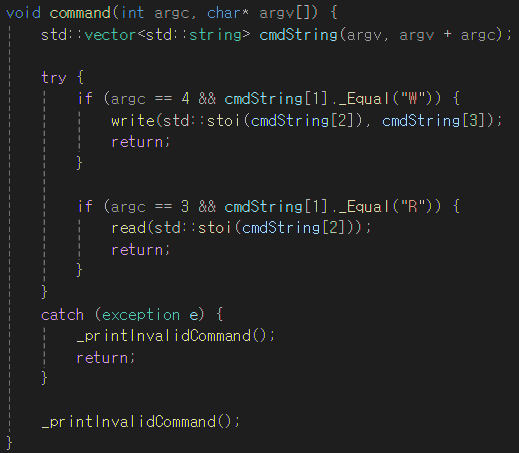 void command(int argc, char* argv[]) {
    std::vector<std::string> cmdString(argv, argv + argc);

    try {
        if (argc == 4 && cmdString[1]._Equal("W")) {
            write(std::stoi(cmdString[2]), cmdString[3]);
            return;
        }

        if (argc == 3 && cmdString[1]._Equal("R")) {
            read(std::stoi(cmdString[2]));
            return;
        }
    }
    catch (exception e) {
        _printInvalidCommand();
        return;
    }

    _printInvalidCommand();
}